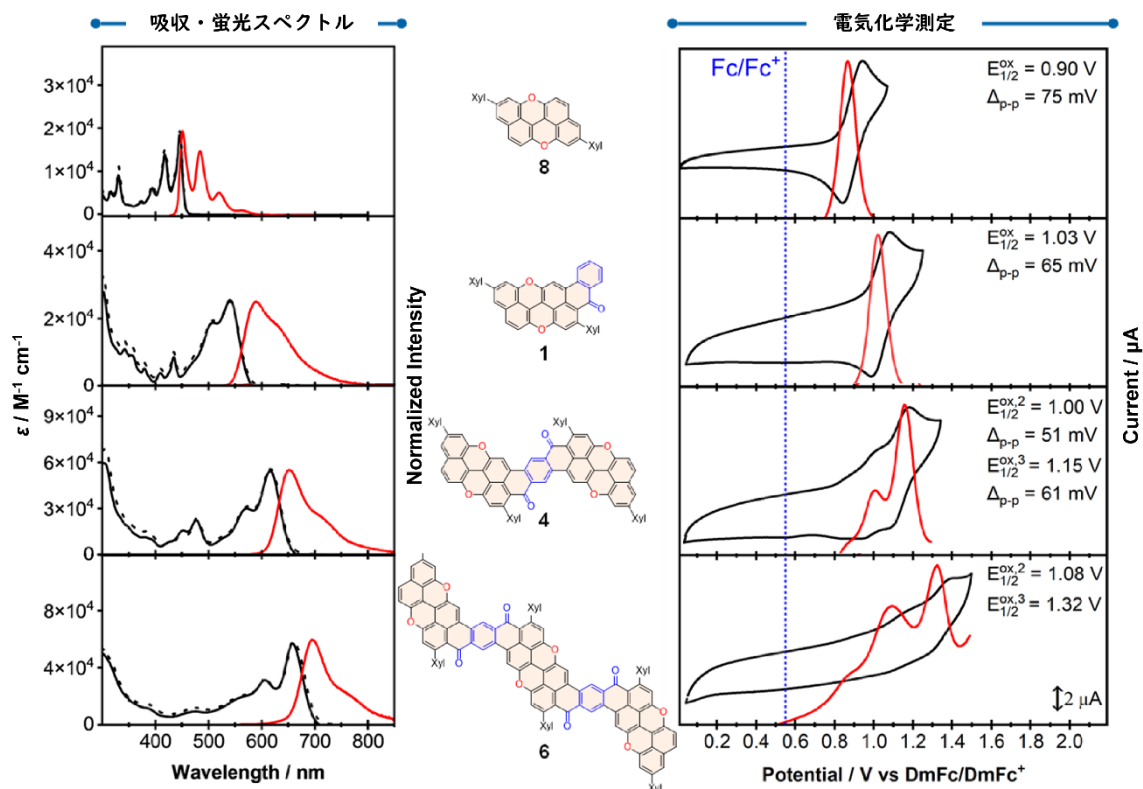 吸収・蛍光スペクトル
電気化学測定
3×10⁴
2×10⁴
1×10⁴
0
4×10⁴
2×10⁴
0
9×10⁴
6×10⁴
3×10⁴
0
8×10⁴
4×10⁴
0
400 500 600 700 800
Wavelength / nm
ε / M⁻¹ cm⁻¹
Normalized Intensity
Xyl
O
O
Xyl
8
Xyl
O
O
O
Xyl
1
Xyl
O
O
Xyl
O
O
Xyl
O
O
Xyl
4
O
O
O
Xyl
O
Xyl
O
Xyl
O
O
Xyl
O
Xyl
O
O
O
Xyl
Xyl
6
Fc/Fc⁺
E₁/₂ᵒˣ = 0.90 V
Δₚ₋ₚ = 75 mV
E₁/₂ᵒˣ = 1.03 V
Δₚ₋ₚ = 65 mV
E₁/₂ᵒˣ,² = 1.00 V
Δₚ₋ₚ = 51 mV
E₁/₂ᵒˣ,³ = 1.15 V
Δₚ₋ₚ = 61 mV
E₁/₂ᵒˣ,² = 1.08 V
E₁/₂ᵒˣ,³ = 1.32 V
2 μA
0.2 0.4 0.6 0.8 1.0 1.2 1.4 1.6 1.8 2.0
Potential / V vs DmFc/DmFc⁺
Current / μA